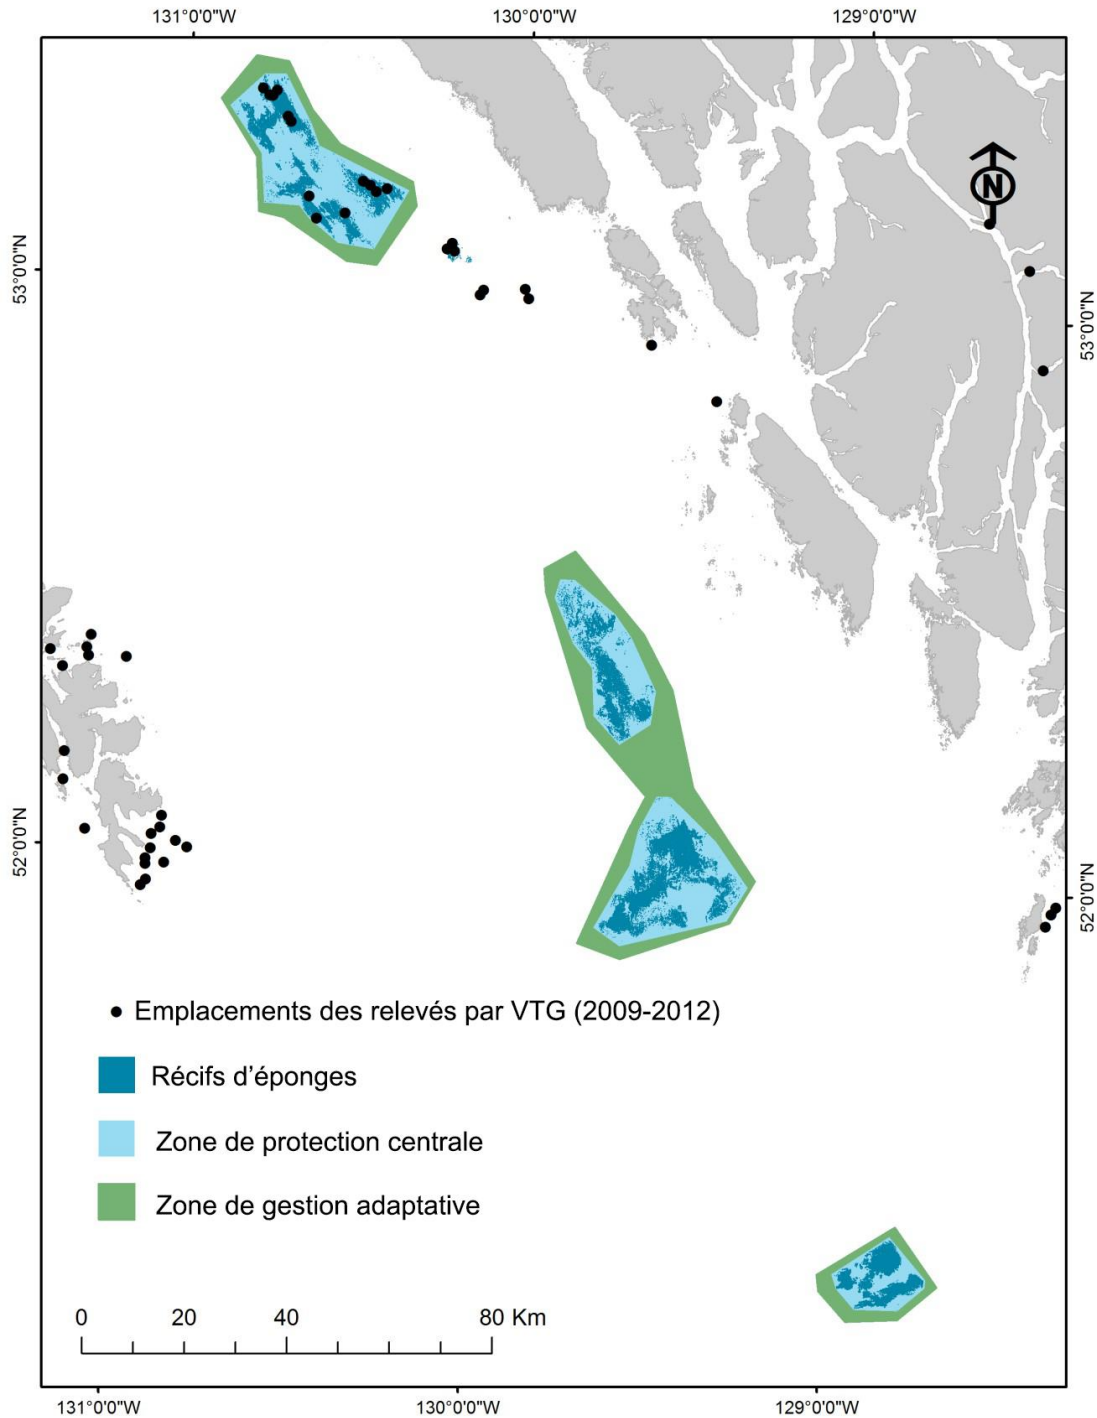 131°0'0"W 130°0'0"W 129°0'0"W
N
53°0'0"N
53°0'0"N
52°0'0"N
52°0'0"N
Emplacements des relevés par VTG (2009-2012)
Récifs d'éponges
Zone de protection centrale
Zone de gestion adaptative
0 20 40 80 Km
131°0'0"W 130°0'0"W 129°0'0"W